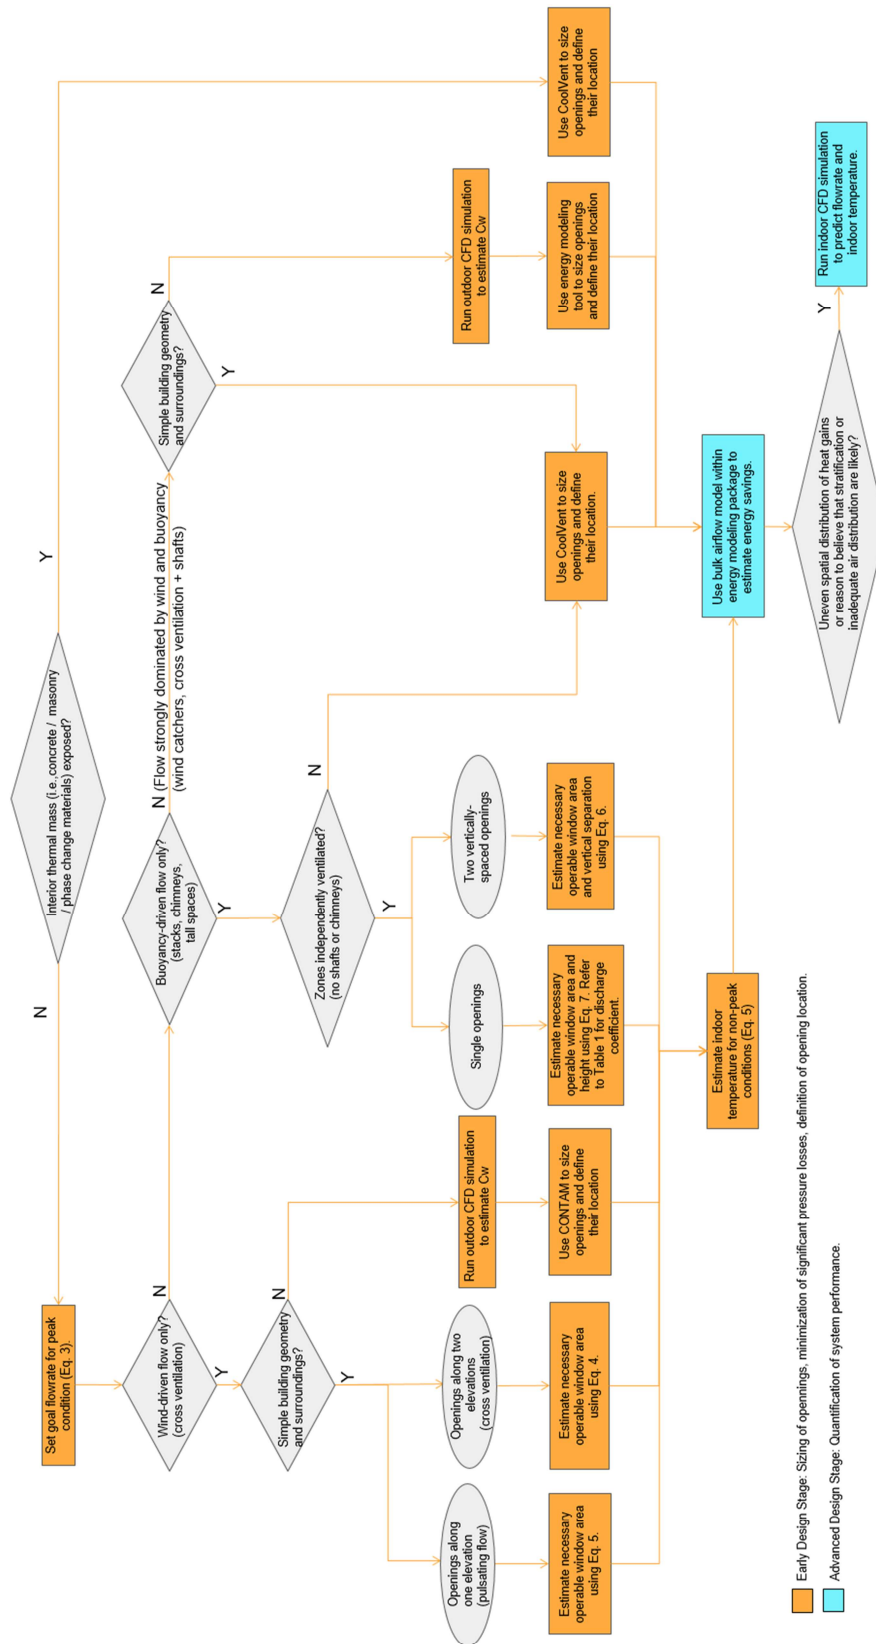 Interior thermal mass (i.e.,concrete / masonry
/ phase change materials) exposed?
N
Y
Set goal flowrate for peak
condition (Eq. 3).
Wind-driven flow only?
(cross ventilation)
N
Y
Buoyancy-driven flow only?
(stacks, chimneys,
tall spaces)
N (Flow strongly dominated by wind and buoyancy
(wind catchers, cross ventilation + shafts)
Y
Simple building geometry
and surroundings?
N
Y
Simple building geometry
and surroundings?
N
Y
Zones independently ventilated?
(no shafts or chimneys)
N
Y
Openings along
one elevation
(pulsating flow)
Openings along two
elevations
(cross ventilation)
Run outdoor CFD simulation
to estimate Cw
Single openings
Two vertically-
spaced openings
Run outdoor CFD simulation
to estimate Cw
Estimate necessary
operable window area
using Eq. 5.
Estimate necessary
operable window area
using Eq. 4.
Use CONTAM to size
openings and define
their location
Estimate necessary
operable window area and
height using Eq. 7. Refer
to Table 1 for discharge
coefficient.
Estimate necessary
operable window area
and vertical separation
using Eq. 6.
Use CoolVent to size
openings and define
their location.
Use energy modeling
tool to size openings
and define their location
Use CoolVent to size
openings and define
their location
Estimate indoor
temperature for non-peak
conditions (Eq. 5)
Use bulk airflow model within
energy modeling package to
estimate energy savings.
Uneven spatial distribution of heat gains
or reason to believe that stratification or
inadequate air distribution are likely?
Y
Run indoor CFD simulation
to predict flowrate and
indoor temperature.
Early Design Stage: Sizing of opennings, minimization of significant pressure losses, definition of opening location.
Advanced Design Stage: Quantification of system performance.